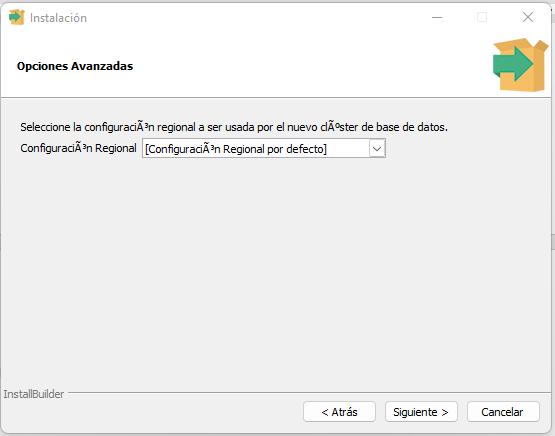 Instalación
Opciones Avanzadas
Seleccione la configuraciÃ³n regional a ser usada por el nuevo clÃºster de base de datos.
ConfiguraciÃ³n Regional [ConfiguraciÃ³n Regional por defecto]
InstallBuilder
< Atrás Siguiente > Cancelar